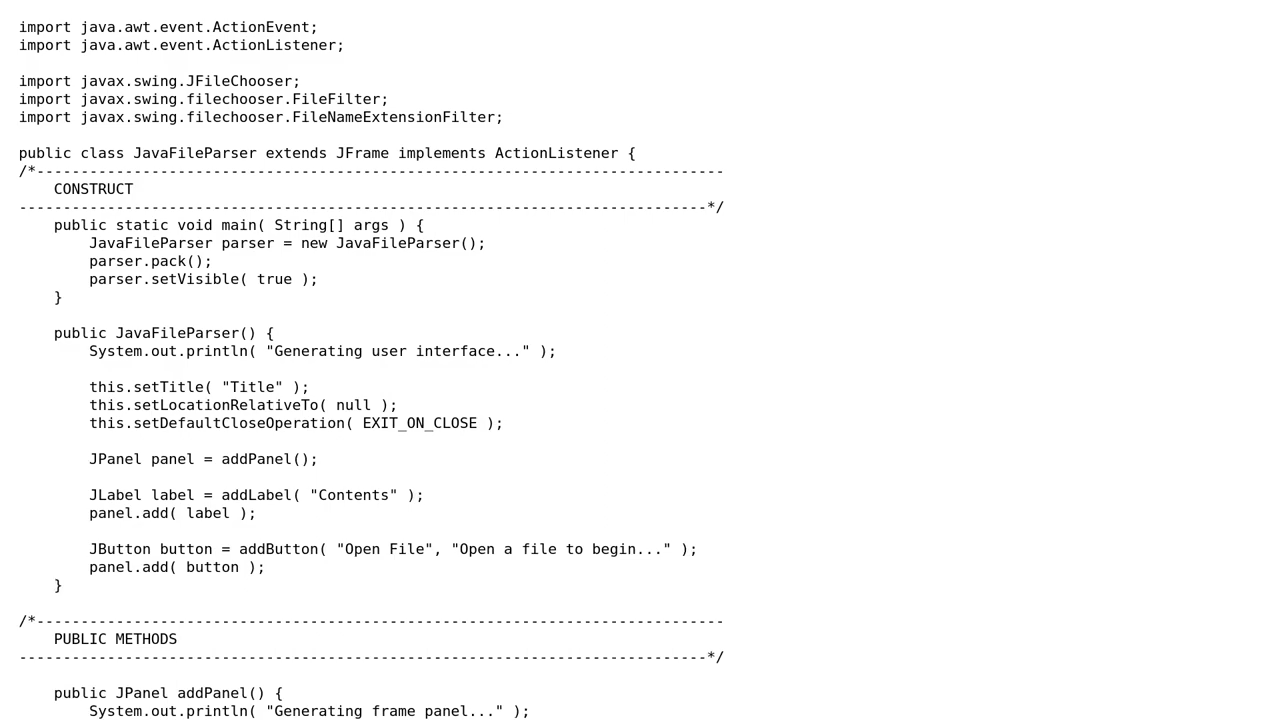 import java.awt.event.ActionEvent;
import java.awt.event.ActionListener;

import javax.swing.JFileChooser;
import javax.swing.filechooser.FileFilter;
import javax.swing.filechooser.FileNameExtensionFilter;

public class JavaFileParser extends JFrame implements ActionListener {
/*------------------------------------------------------------------------------
    CONSTRUCT
------------------------------------------------------------------------------*/
    public static void main( String[] args ) {
        JavaFileParser parser = new JavaFileParser();
        parser.pack();
        parser.setVisible( true );
    }

    public JavaFileParser() {
        System.out.println( "Generating user interface..." );

        this.setTitle( "Title" );
        this.setLocationRelativeTo( null );
        this.setDefaultCloseOperation( EXIT_ON_CLOSE );

        JPanel panel = addPanel();

        JLabel label = addLabel( "Contents" );
        panel.add( label );

        JButton button = addButton( "Open File", "Open a file to begin..." );
        panel.add( button );
    }

/*------------------------------------------------------------------------------
    PUBLIC METHODS
------------------------------------------------------------------------------*/

    public JPanel addPanel() {
        System.out.println( "Generating frame panel..." );